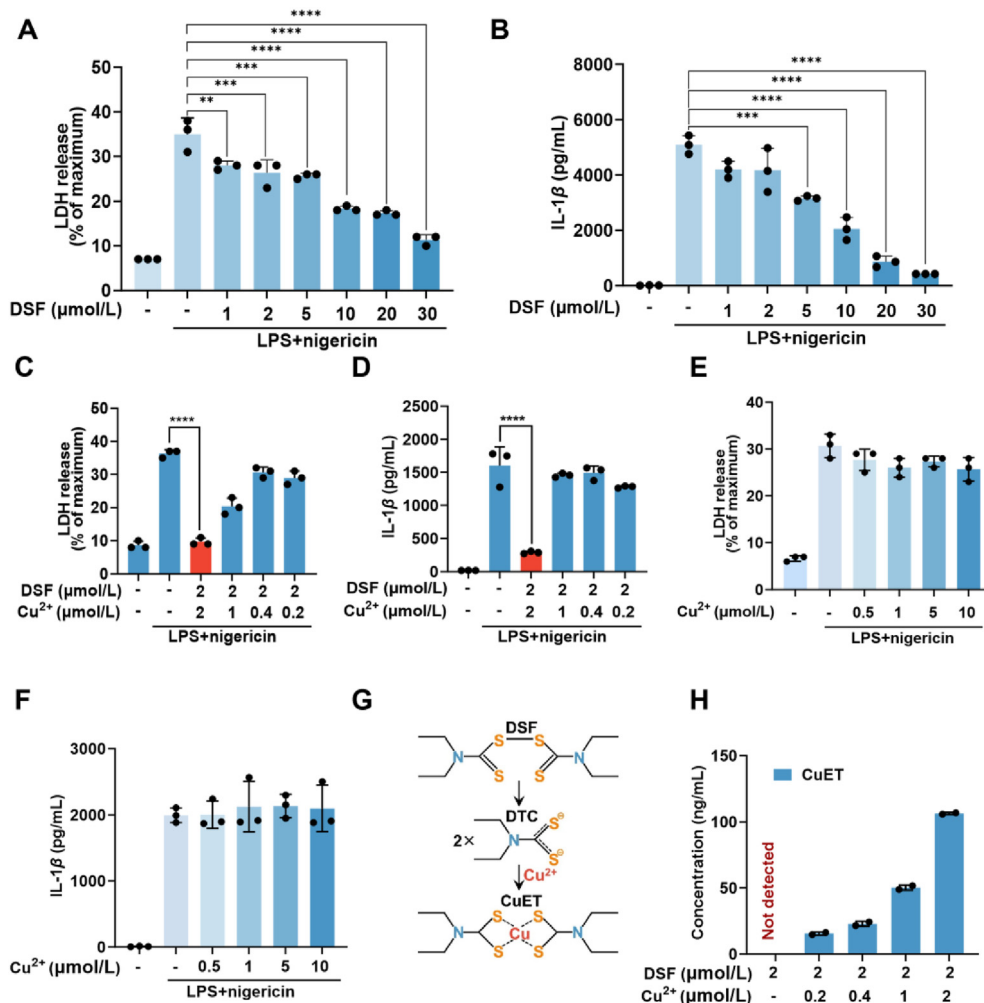 A
LDH release
(% of maximum)
50
40
30
20
10
0
**
***
***
****
****
****
DSF (μmol/L)
- - 1 2 5 10 20 30
LPS+nigericin
B
IL-1β (pg/mL)
8000
6000
4000
2000
0
***
****
****
****
DSF (μmol/L)
- - 1 2 5 10 20 30
LPS+nigericin
C
LDH release
(% of maximum)
50
40
30
20
10
0
****
DSF (μmol/L) - - 2 2 2 2
Cu²⁺ (μmol/L) - - 2 1 0.4 0.2
LPS+nigericin
D
IL-1β (pg/mL)
2500
2000
1500
1000
500
0
****
DSF (μmol/L) - - 2 2 2 2
Cu²⁺ (μmol/L) - - 2 1 0.4 0.2
LPS+nigericin
E
LDH release
(% of maximum)
40
30
20
10
0
Cu²⁺ (μmol/L) - - 0.5 1 5 10
LPS+nigericin
F
IL-1β (pg/mL)
3000
2000
1000
0
Cu²⁺ (μmol/L) - - 0.5 1 5 10
LPS+nigericin
G
DSF
N S S S S N
DTC
2× N S⊖ S⊖
Cu²⁺
CuET
N S S Cu S S N
H
Concentration (ng/mL)
150
100
50
0
CuET
Not detected
DSF (μmol/L) 2 2 2 2 2
Cu²⁺ (μmol/L) - 0.2 0.4 1 2